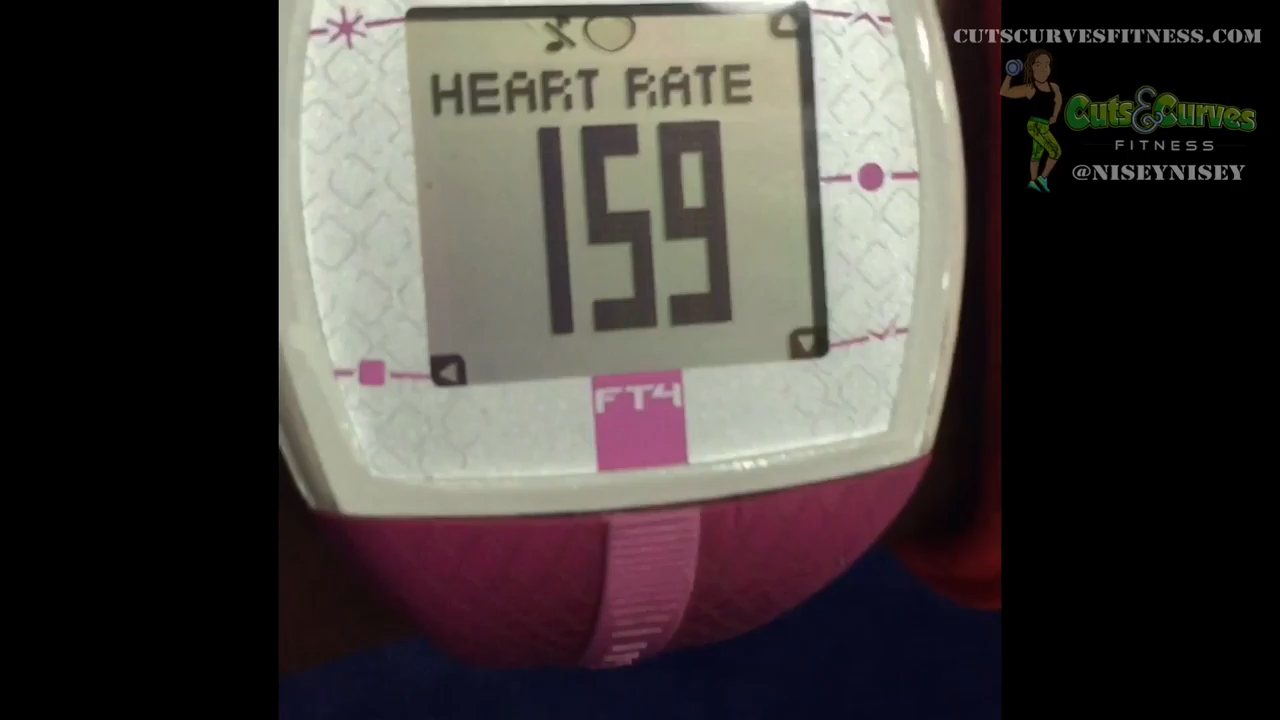 HEART RATE
159
FT4
CUTSCURVESFITNESS.COM
Cuts&Curves
FITNESS
@NISEYNISEY